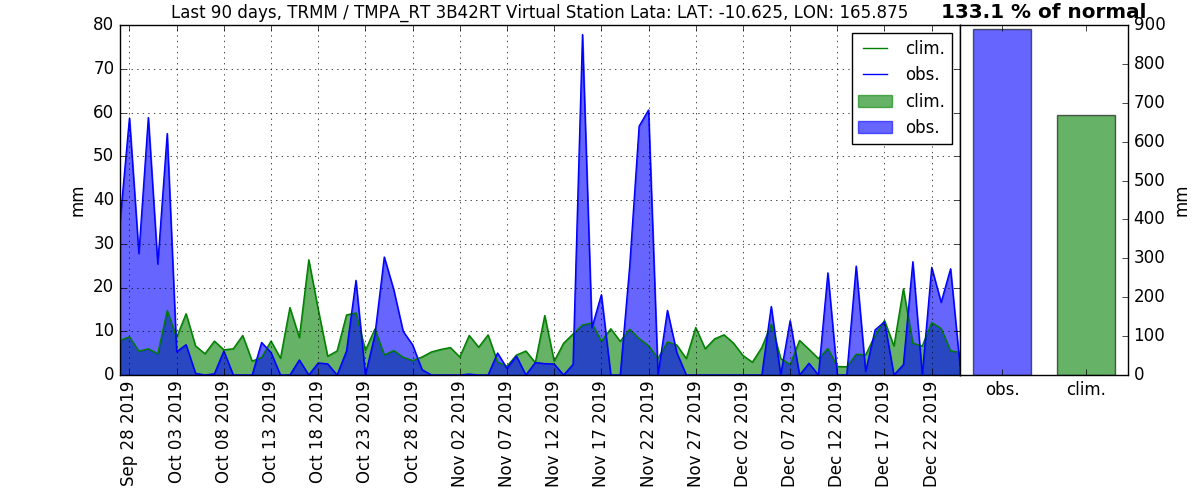 Last 90 days, TRMM / TMPA_RT 3B42RT Virtual Station Lata: LAT: -10.625, LON: 165.875
133.1 % of normal
80
70
60
50
40
30
20
10
0
mm
clim.
obs.
clim.
obs.
Sep 28 2019
Oct 03 2019
Oct 08 2019
Oct 13 2019
Oct 18 2019
Oct 23 2019
Oct 28 2019
Nov 02 2019
Nov 07 2019
Nov 12 2019
Nov 17 2019
Nov 22 2019
Nov 27 2019
Dec 02 2019
Dec 07 2019
Dec 12 2019
Dec 17 2019
Dec 22 2019
900
800
700
600
500
400
300
200
100
0
mm
obs.
clim.